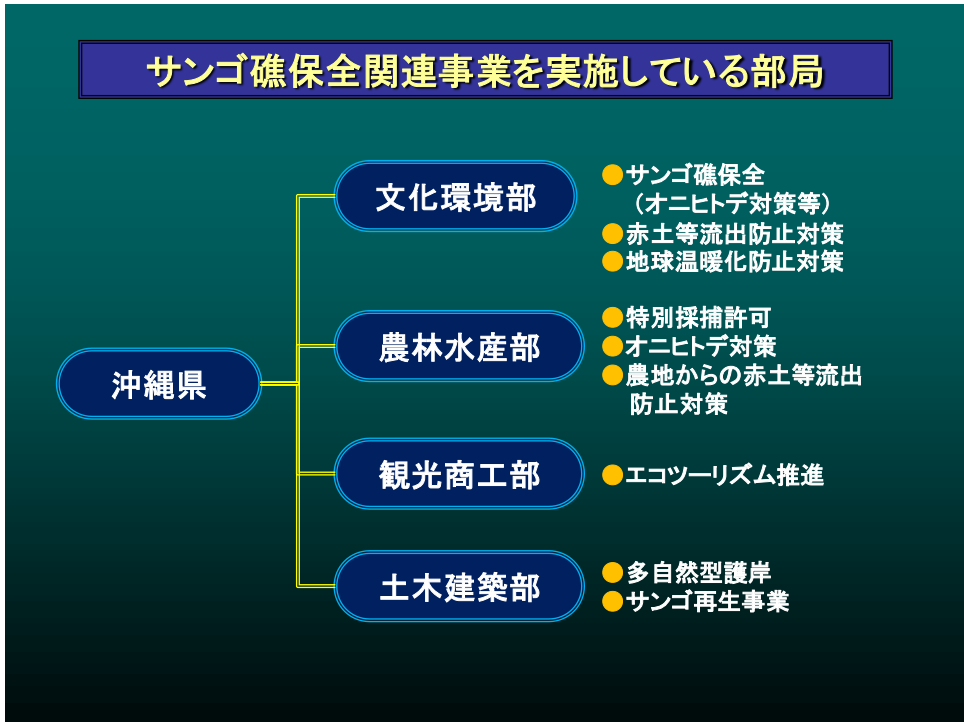 サンゴ礁保全関連事業を実施している部局
沖縄県
文化環境部
●サンゴ礁保全
（オニヒトデ対策等）
●赤土等流出防止対策
●地球温暖化防止対策
農林水産部
●特別採捕許可
●オニヒトデ対策
●農地からの赤土等流出
防止対策
観光商工部
●エコツーリズム推進
土木建築部
●多自然型護岸
●サンゴ再生事業